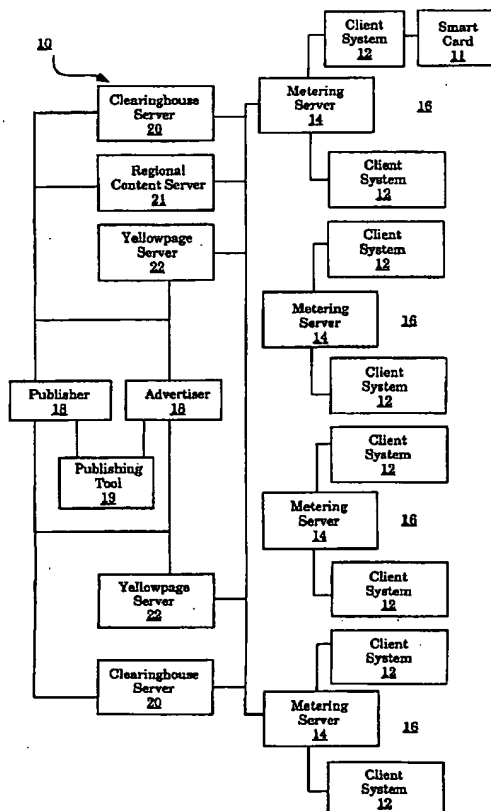 10
Clearinghouse
Server
20
Regional
Content Server
21
Yellowpage
Server
22
Publisher
18
Advertiser
18
Publishing
Tool
19
Yellowpage
Server
22
Clearinghouse
Server
20
Client
System
12
Smart
Card
11
Metering
Server
14
16
Client
System
12
Client
System
12
Metering
Server
14
16
Client
System
12
Client
System
12
Metering
Server
14
16
Client
System
12
Client
System
12
Metering
Server
14
16
Client
System
12